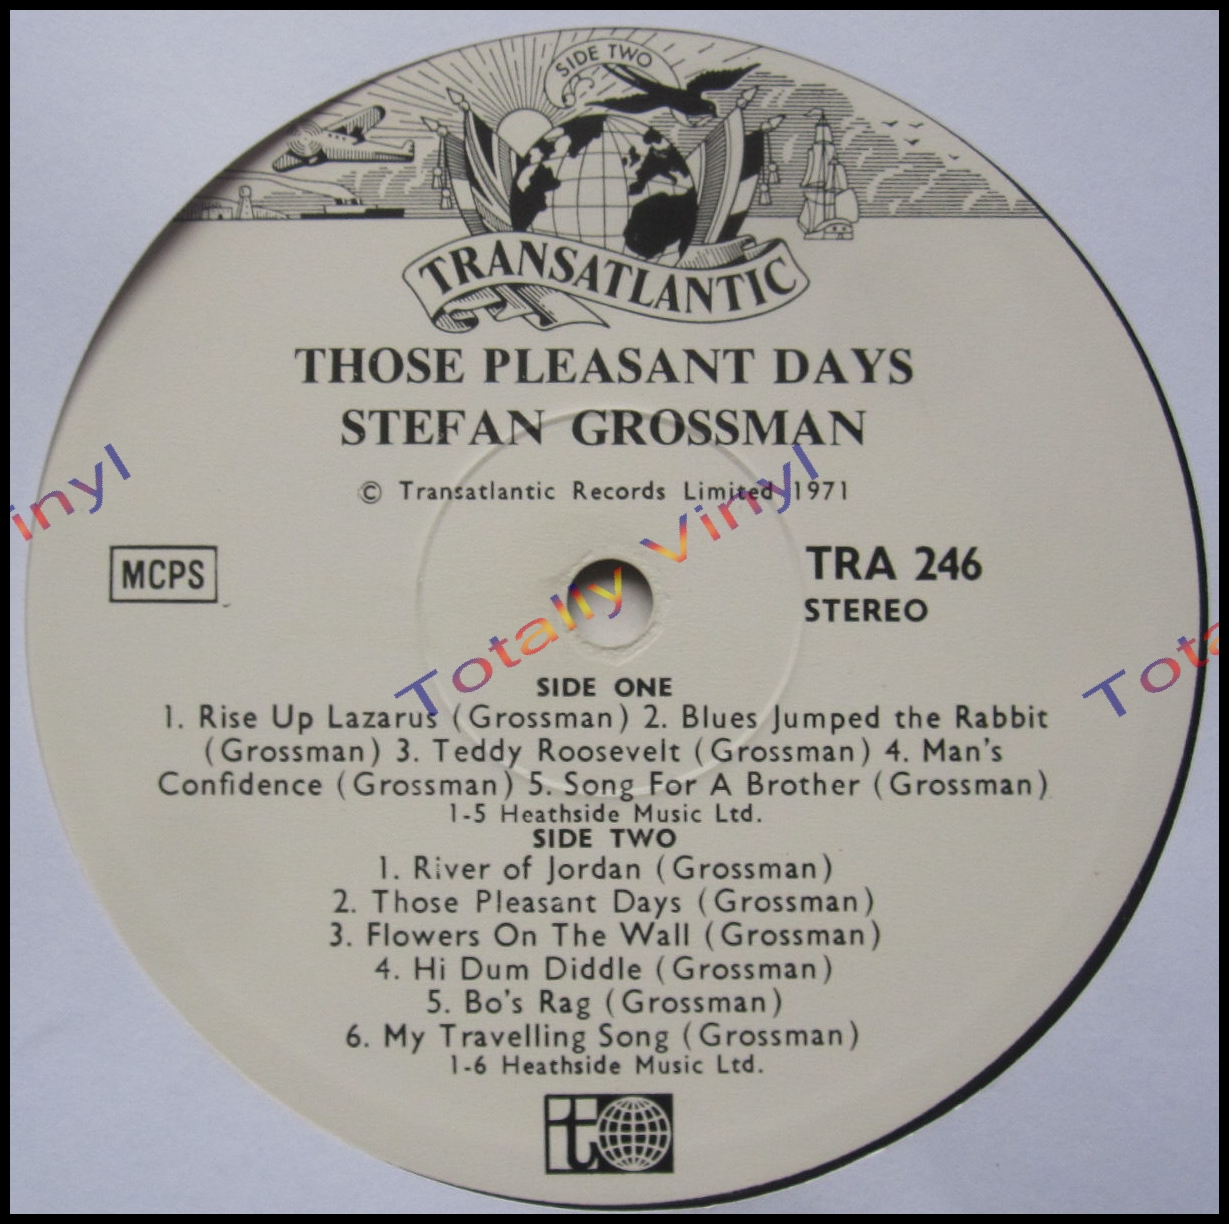 SIDE TWO
TRANSATLANTIC
THOSE PLEASANT DAYS
STEFAN GROSSMAN
© Transatlantic Records Limited 1971
MCPS
TRA 246
STEREO
SIDE ONE
1. Rise Up Lazarus (Grossman) 2. Blues Jumped the Rabbit
(Grossman) 3. Teddy Roosevelt (Grossman) 4. Man's
Confidence (Grossman) 5. Song For A Brother (Grossman)
1-5 Heathside Music Ltd.
SIDE TWO
1. River of Jordan (Grossman)
2. Those Pleasant Days (Grossman)
3. Flowers On The Wall (Grossman)
4. Hi Dum Diddle (Grossman)
5. Bo's Rag (Grossman)
6. My Travelling Song (Grossman)
1-6 Heathside Music Ltd.
t
inyl
Totally Vinyl
Tota